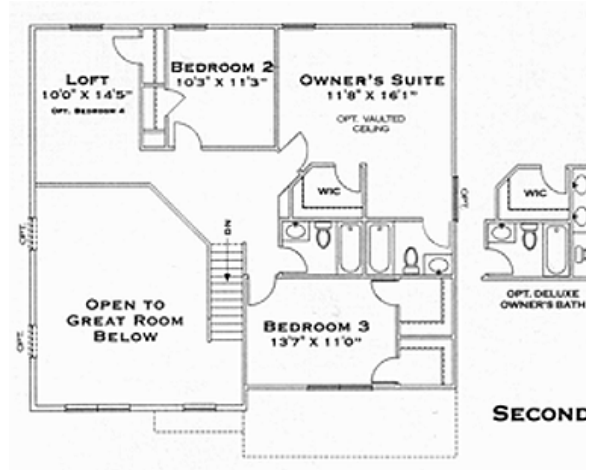 LOFT
10'0" X 14'5"
OPT. BEDROOM 4
BEDROOM 2
10'3" X 11'3"
OWNER'S SUITE
11'8" X 16'1"
OPT. VAULTED
CEILING
WIC
WIC
OPT.
OPT.
DN
OPT.
OPEN TO
GREAT ROOM
BELOW
BEDROOM 3
13'7" X 11'0"
OPT. DELUXE
OWNER'S BATH
SECOND